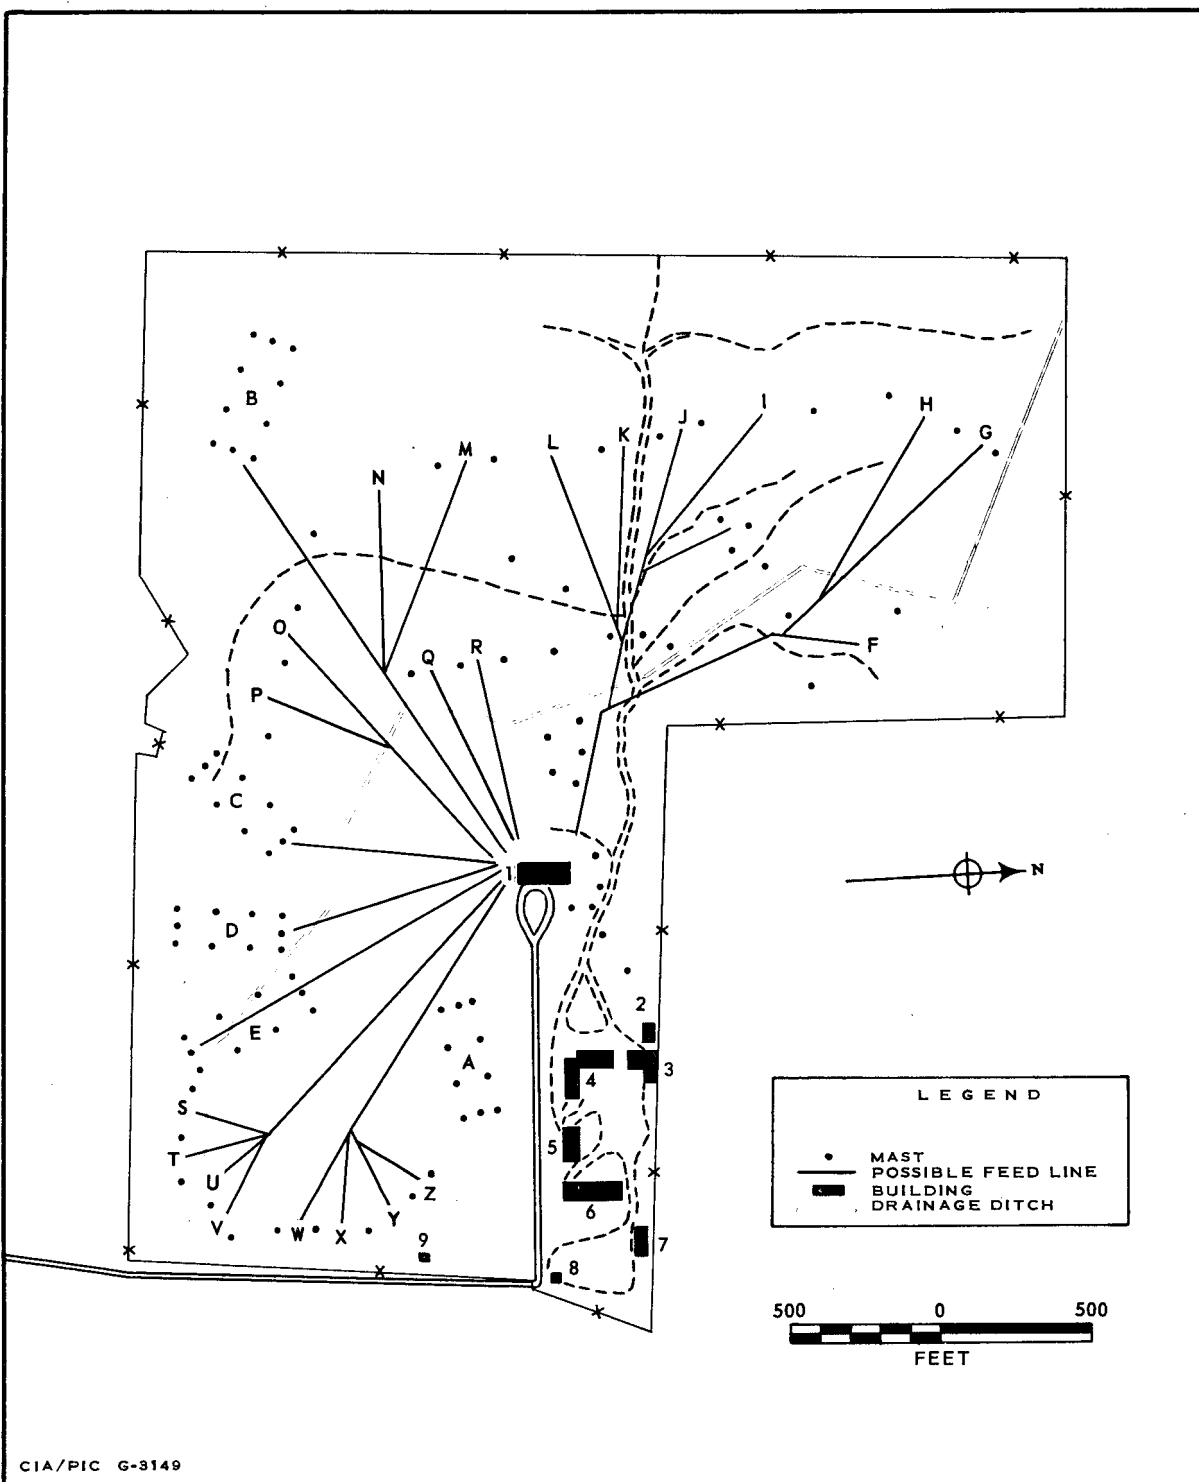 B
I
H
J
K
G
L
M
N
O
R
Q
F
P
C
1
N
D
2
E
A
3
4
S
5
T
U
Z
6
V
W
X
Y
9
7
8
LEGEND
MAST
POSSIBLE FEED LINE
BUILDING
DRAINAGE DITCH
500 0 500
FEET
CIA/PIC G-3149